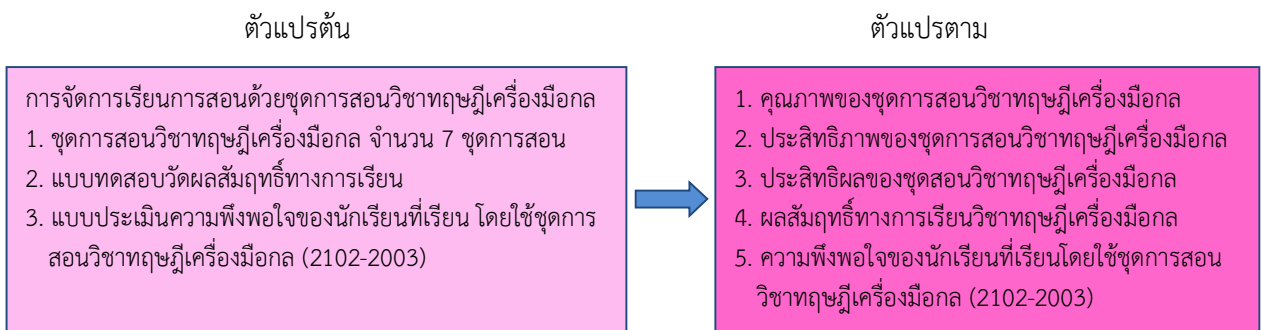 ตัวแปรต้น
ตัวแปรตาม
การจัดการเรียนการสอนด้วยชุดการสอนวิชาทฤษฎีเครื่องมือกล
1. ชุดการสอนวิชาทฤษฎีเครื่องมือกล จำนวน 7 ชุดการสอน
2. แบบทดสอบวัดผลสัมฤทธิ์ทางการเรียน
3. แบบประเมินความพึงพอใจของนักเรียนที่เรียน โดยใช้ชุดการ
สอนวิชาทฤษฎีเครื่องมือกล (2102-2003)
1. คุณภาพของชุดการสอนวิชาทฤษฎีเครื่องมือกล
2. ประสิทธิภาพของชุดการสอนวิชาทฤษฎีเครื่องมือกล
3. ประสิทธิผลของชุดสอนวิชาทฤษฎีเครื่องมือกล
4. ผลสัมฤทธิ์ทางการเรียนวิชาทฤษฎีเครื่องมือกล
5. ความพึงพอใจของนักเรียนที่เรียนโดยใช้ชุดการสอน
วิชาทฤษฎีเครื่องมือกล (2102-2003)